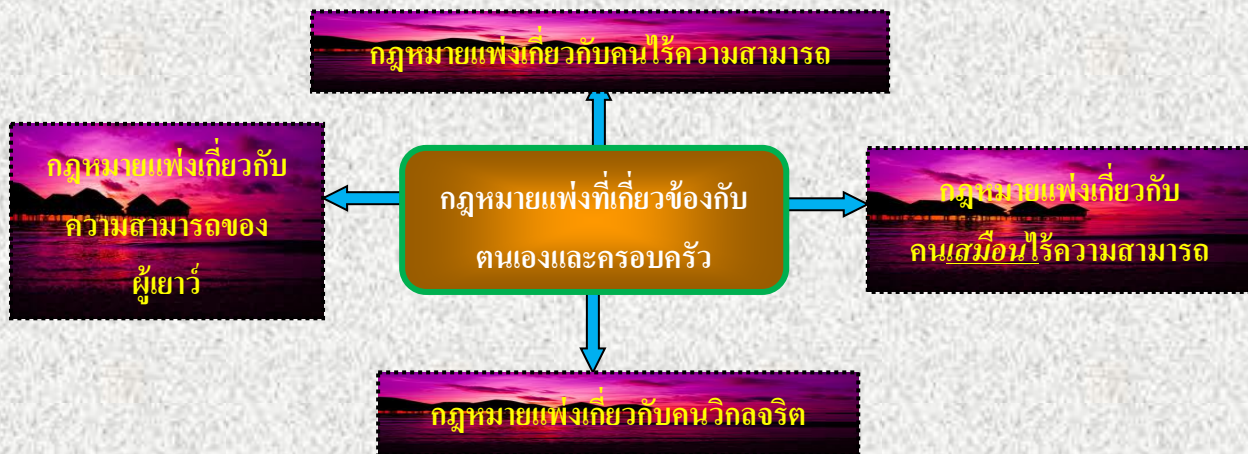 กฎหมายแพ่งเกี่ยวกับคนไร้ความสามารถ
กฎหมายแพ่งเกี่ยวกับ
ความสามารถของ
ผู้เยาว์
กฎหมายแพ่งที่เกี่ยวข้องกับ
ตนเองและครอบครัว
กฎหมายแพ่งเกี่ยวกับ
คนเสมือนไร้ความสามารถ
กฎหมายแพ่งเกี่ยวกับคนวิกลจริต